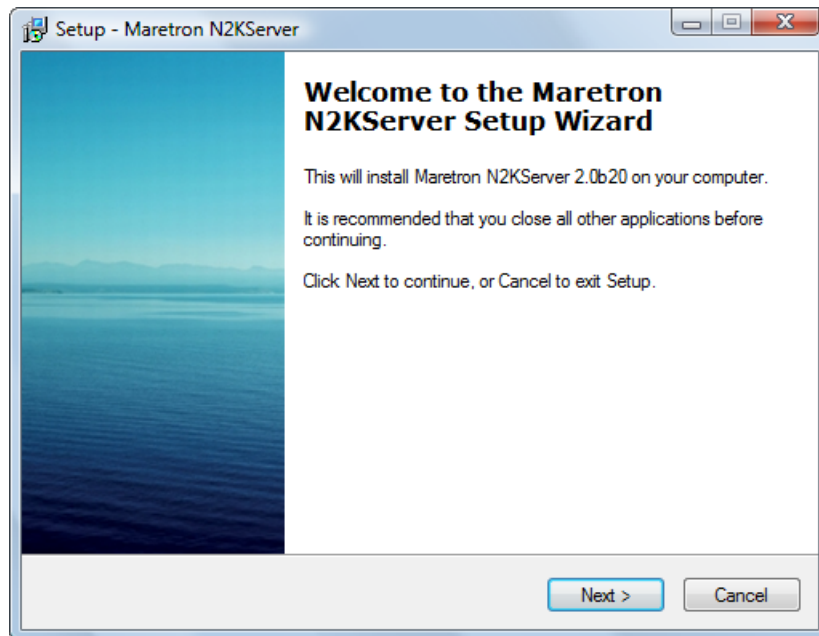 Setup - Maretron N2KServer
Welcome to the Maretron
N2KServer Setup Wizard
This will install Maretron N2KServer 2.0b20 on your computer.
It is recommended that you close all other applications before
continuing.
Click Next to continue, or Cancel to exit Setup.
Next >
Cancel